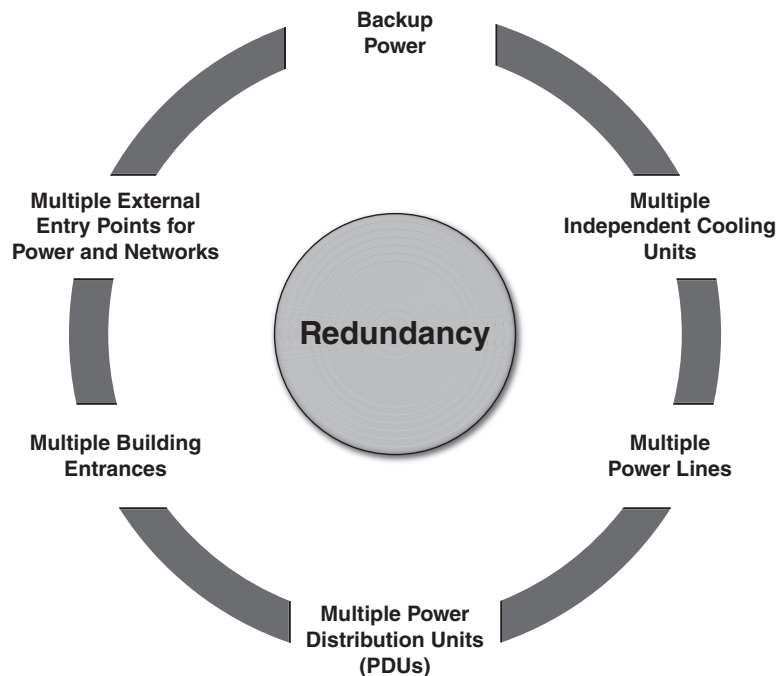 Backup
Power
Multiple External
Entry Points for
Power and Networks
Multiple
Independent Cooling
Units
Redundancy
Multiple Building
Entrances
Multiple
Power Lines
Multiple Power
Distribution Units
(PDUs)